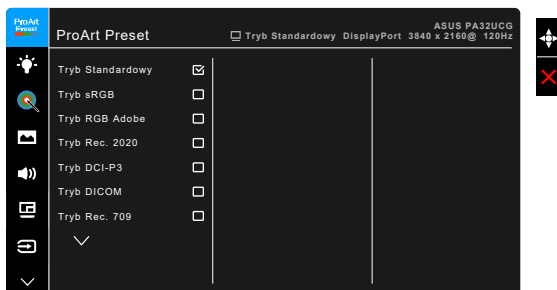 ProArt
Preset
ProArt Preset
ASUS PA32UCG
Tryb Standardowy DisplayPort 3840 x 2160@ 120Hz
Tryb Standardowy
Tryb sRGB
Tryb RGB Adobe
Tryb Rec. 2020
Tryb DCI-P3
Tryb DICOM
Tryb Rec. 709